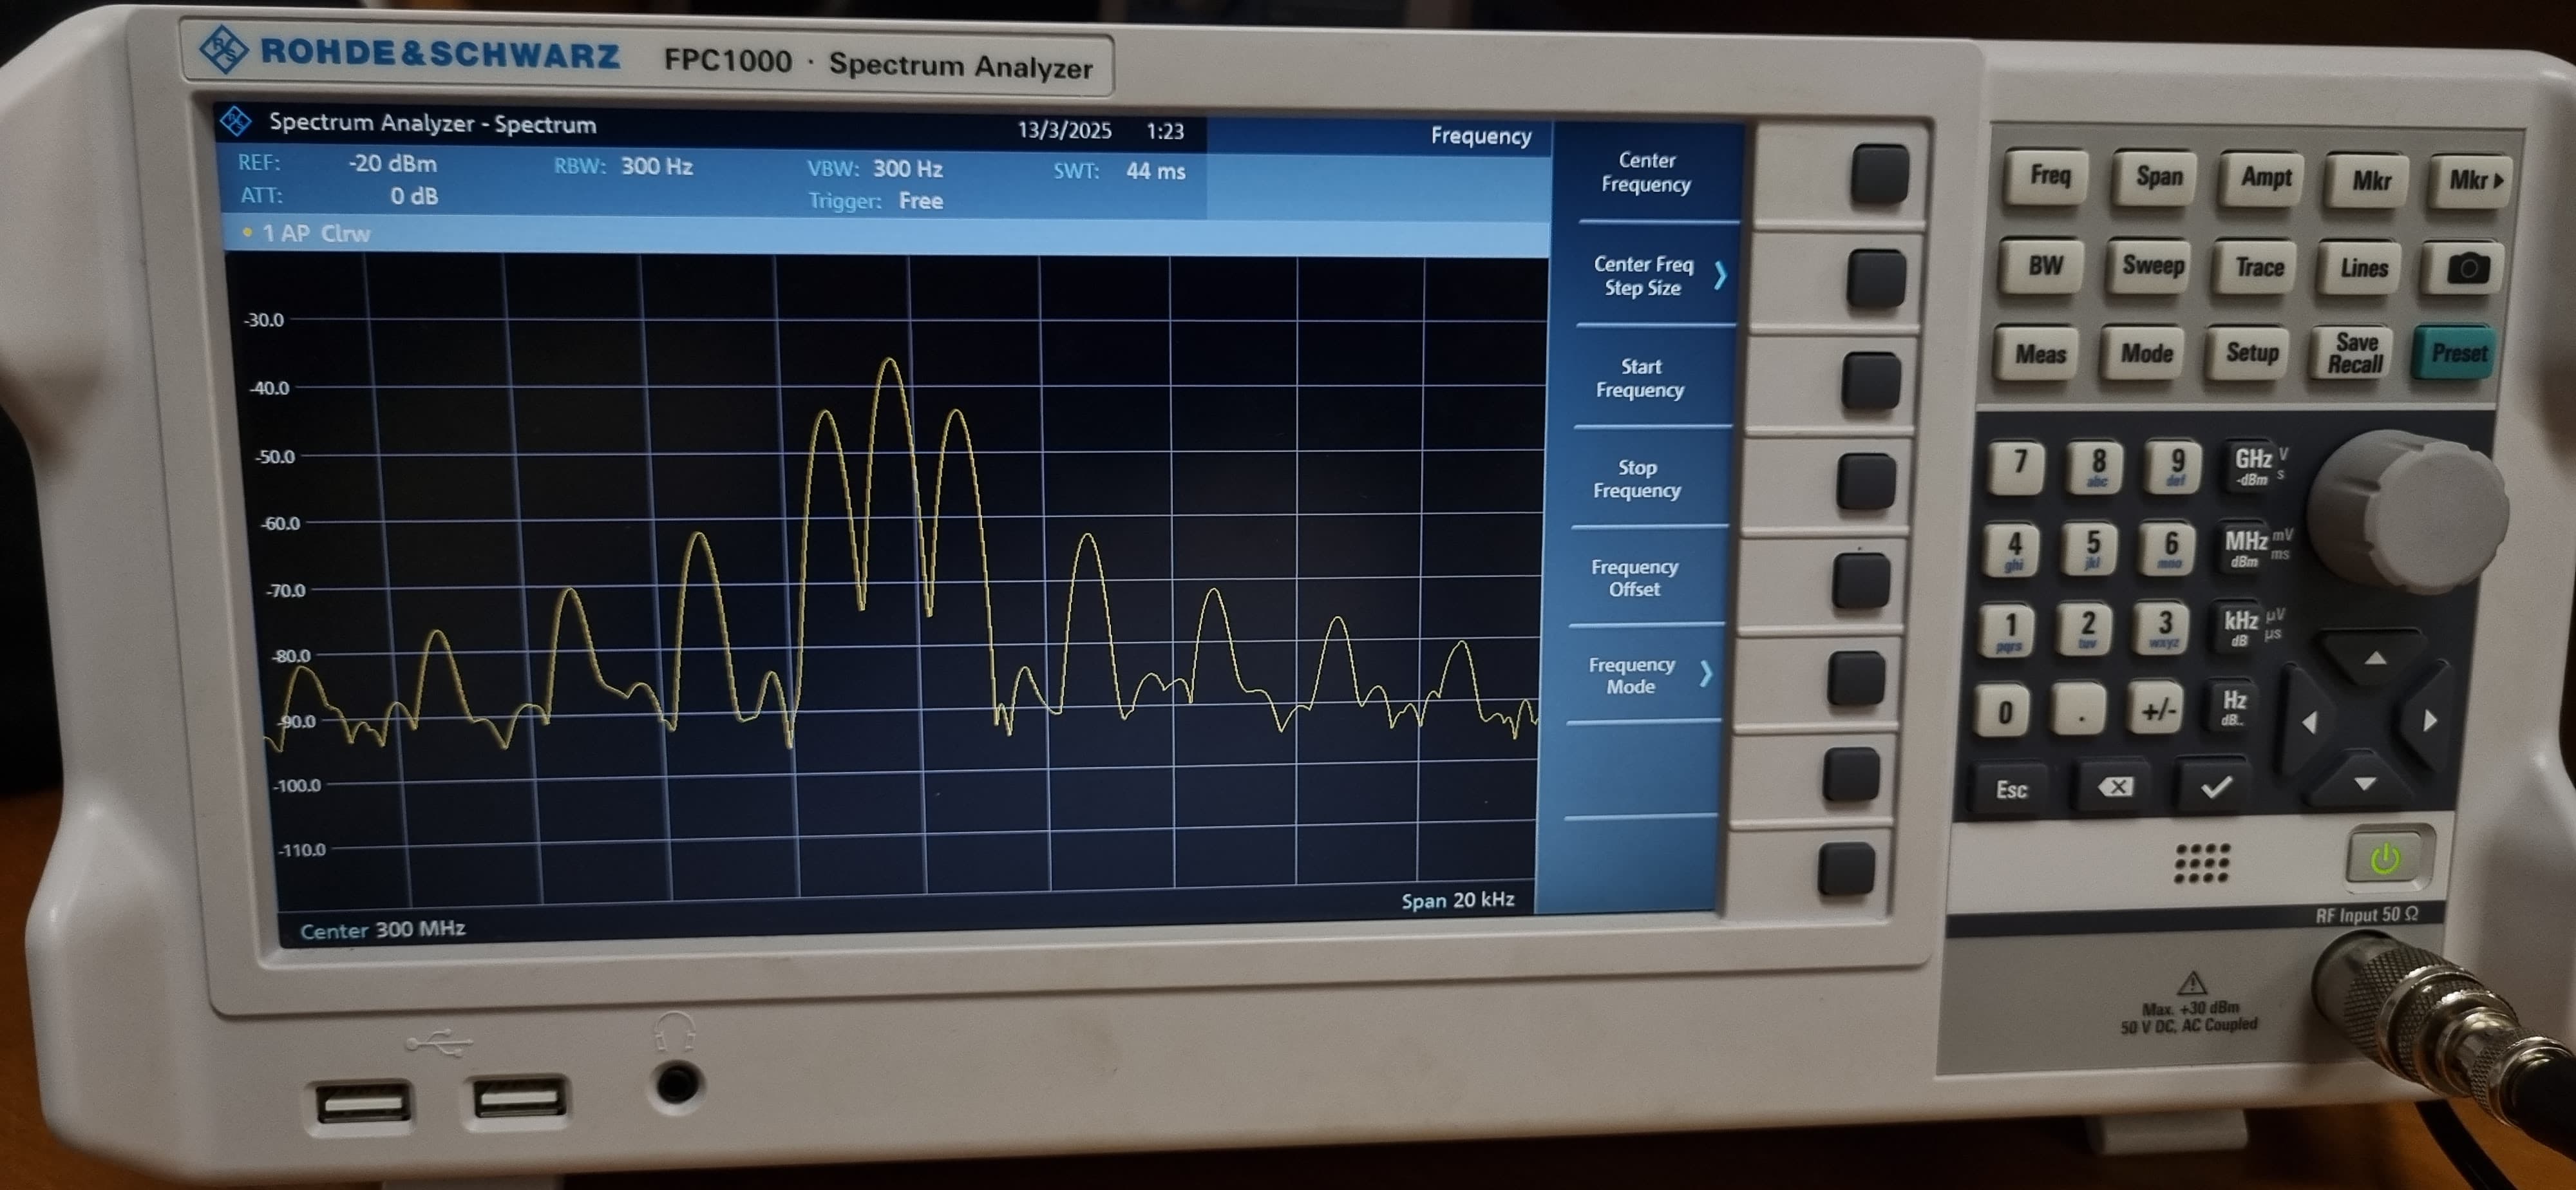 ROHDE&SCHWARZ FPC1000 · Spectrum Analyzer
Spectrum Analyzer - Spectrum 13/3/2025 1:23 Frequency
REF: -20 dBm RBW: 300 Hz VBW: 300 Hz SWT: 44 ms
ATT: 0 dB Trigger: Free
1 AP Clrw
-30.0
-40.0
-50.0
-60.0
-70.0
-80.0
-90.0
-100.0
-110.0
Center 300 MHz Span 20 kHz
Center
Frequency
Center Freq
Step Size
Start
Frequency
Stop
Frequency
Frequency
Offset
Frequency
Mode
Freq Span Ampt Mkr Mkr
BW Sweep Trace Lines
Meas Mode Setup Save Recall Preset
7 8 abc 9 def GHz -dBm V s
4 ghi 5 jkl 6 mno MHz dBm mV ms
1 pqrs 2 tuv 3 wxyz kHz dB µV µs
0 . +/- Hz dB..
Esc
RF Input 50 Ω
Max. +30 dBm
50 V DC, AC Coupled